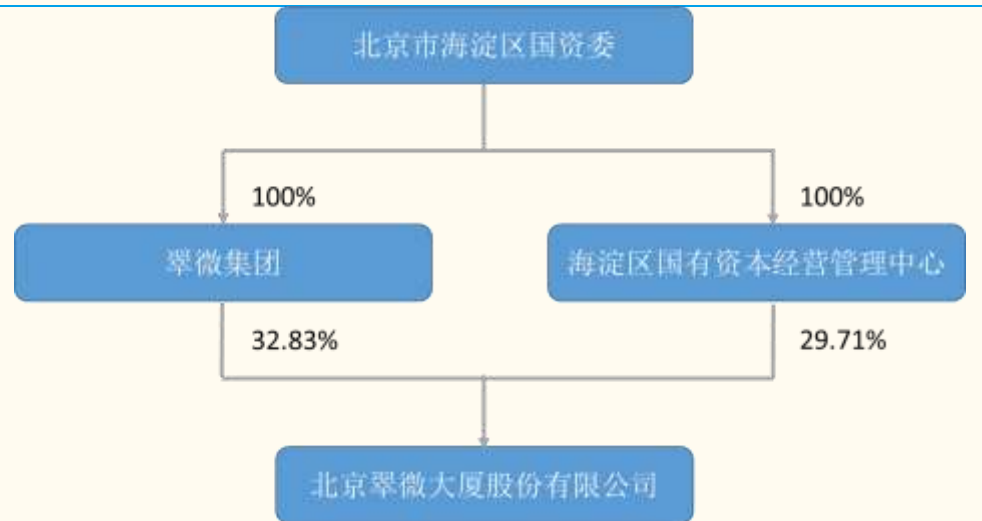 北京市海淀区国资委
100%
100%
翠微集团
海淀区国有资本经营管理中心
32.83%
29.71%
北京翠微大厦股份有限公司